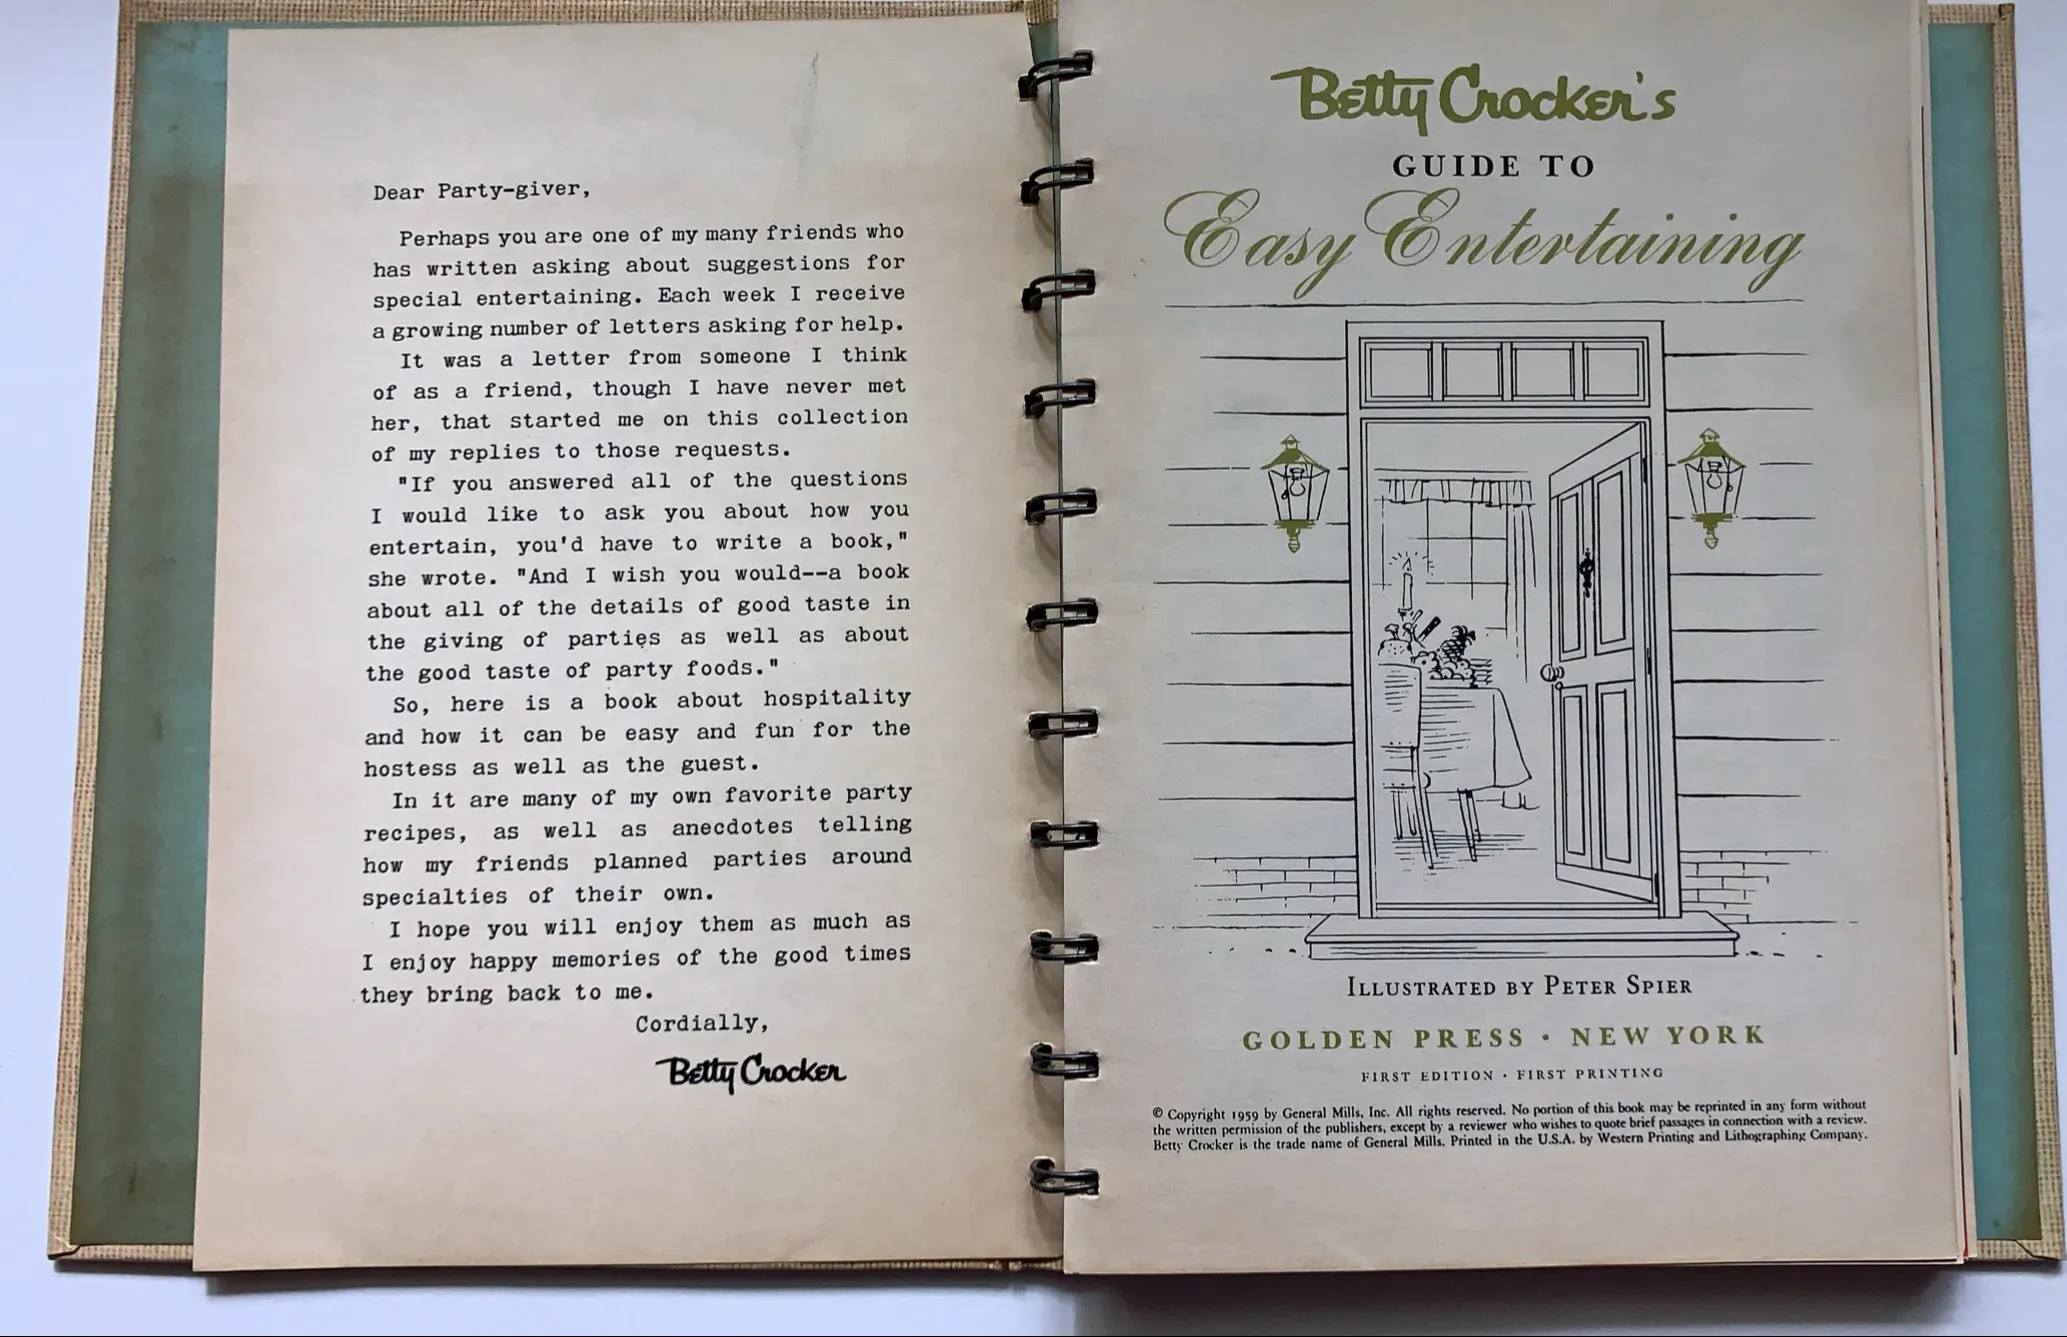 Dear Party-giver,
Perhaps you are one of my many friends who
has written asking about suggestions for
special entertaining. Each week I receive
a growing number of letters asking for help.
It was a letter from someone I think
of as a friend, though I have never met
her, that started me on this collection
of my replies to those requests.
"If you answered all of the questions
I would like to ask you about how you
entertain, you'd have to write a book,"
she wrote. "And I wish you would--a book
about all of the details of good taste in
the giving of parties as well as about
the good taste of party foods."
So, here is a book about hospitality
and how it can be easy and fun for the
hostess as well as the guest.
In it are many of my own favorite party
recipes, as well as anecdotes telling
how my friends planned parties around
specialties of their own.
I hope you will enjoy them as much as
I enjoy happy memories of the good times
they bring back to me.
Cordially,
Betty Crocker
Betty Crocker's
GUIDE TO
Easy Entertaining
ILLUSTRATED BY PETER SPIER
GOLDEN PRESS · NEW YORK
FIRST EDITION · FIRST PRINTING
© Copyright 1959 by General Mills, Inc. All rights reserved. No portion of this book may be reprinted in any form without
the written permission of the publishers, except by a reviewer who wishes to quote brief passages in connection with a review.
Betty Crocker is the trade name of General Mills. Printed in the U.S.A. by Western Printing and Lithographing Company.